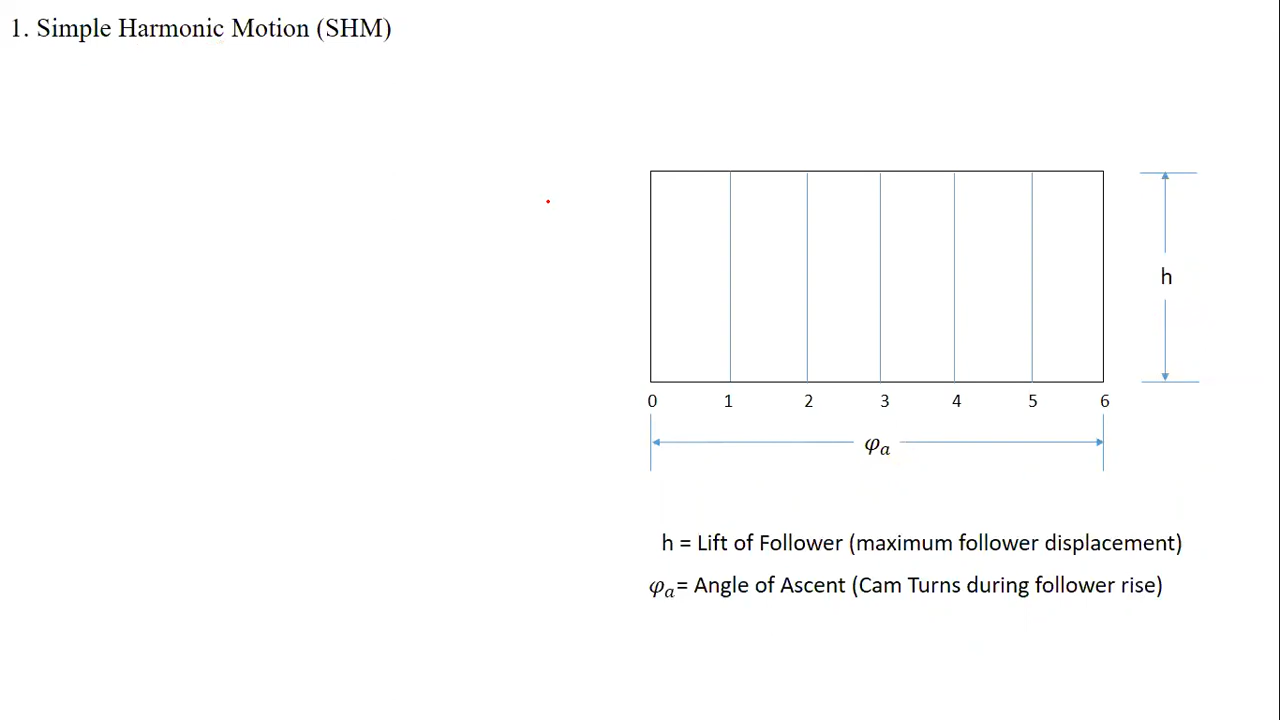 1. Simple Harmonic Motion (SHM)
h
0 1 2 3 4 5 6
φₐ
h = Lift of Follower (maximum follower displacement)
φₐ= Angle of Ascent (Cam Turns during follower rise)